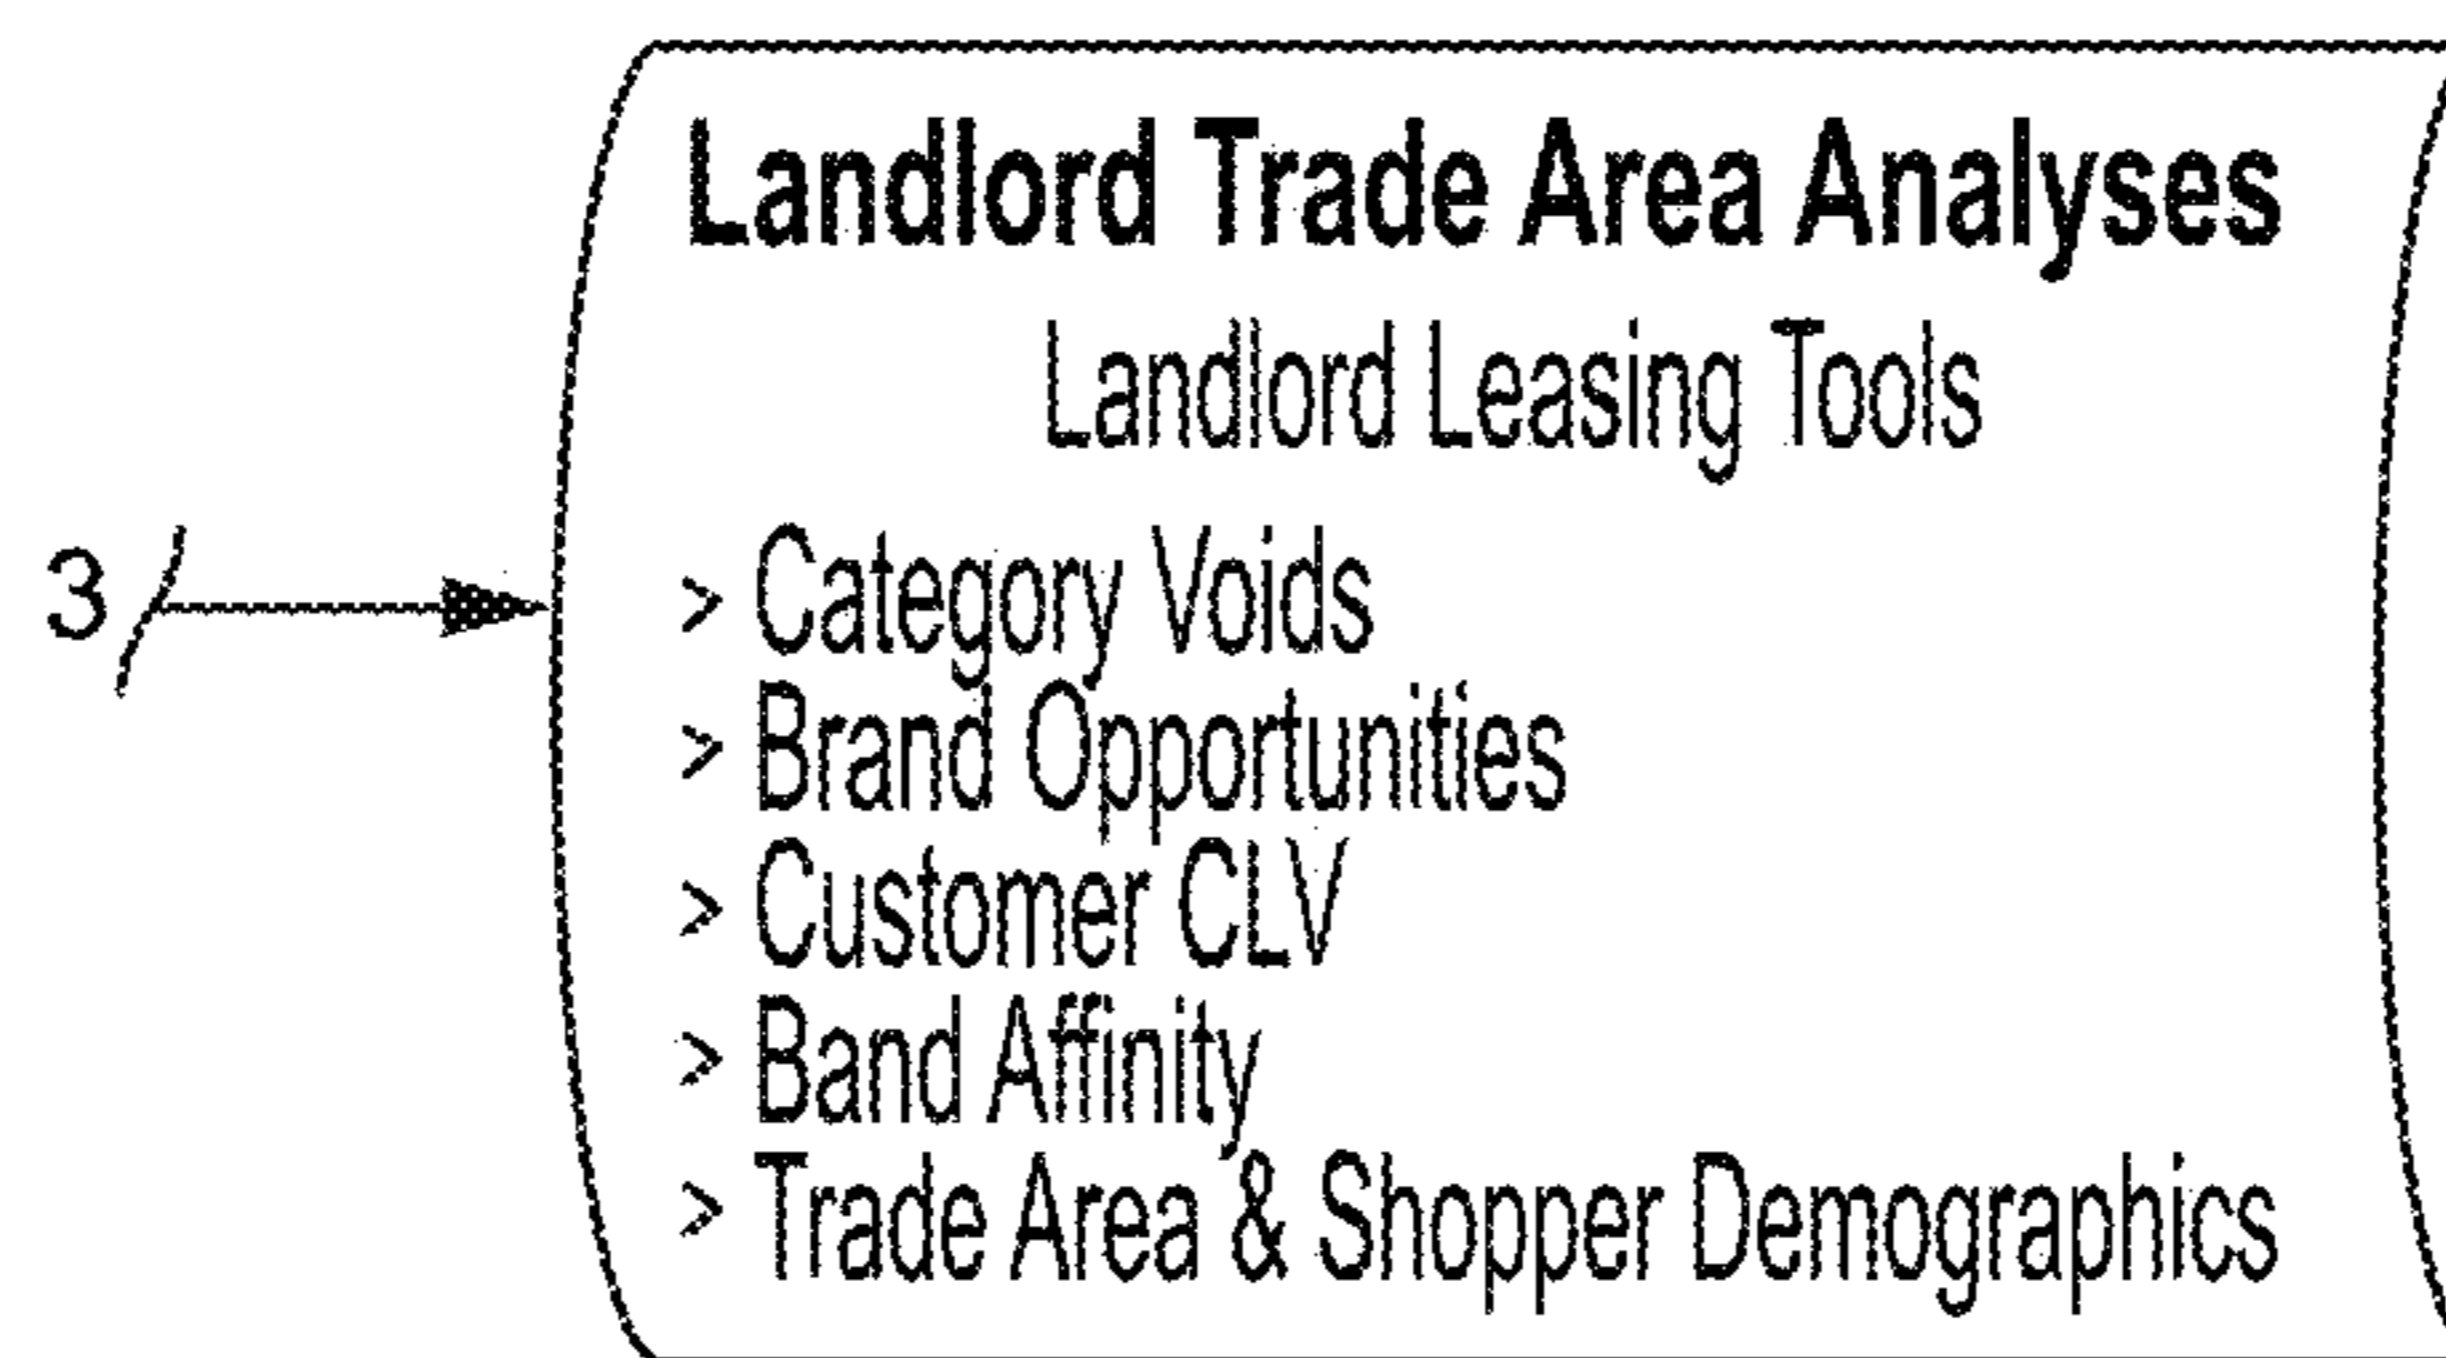 Landlord Trade Area Analyses
Landlord Leasing Tools
3
> Category Voids
> Brand Opportunities
> Customer CLV
> Band Affinity
> Trade Area & Shopper Demographics